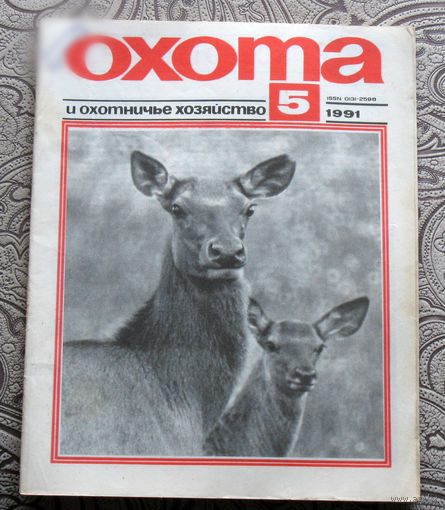 охота
и охотничье хозяйство
5
ISSN 0131-2596
1991